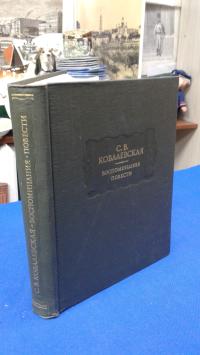 С.В. КОВАЛЕВСКАЯ • ВОСПОМИНАНИЯ • ПОВЕСТИ
С. В.
КОВАЛЕВСКАЯ
ВОСПОМИНАНИЯ
ПОВЕСТИ